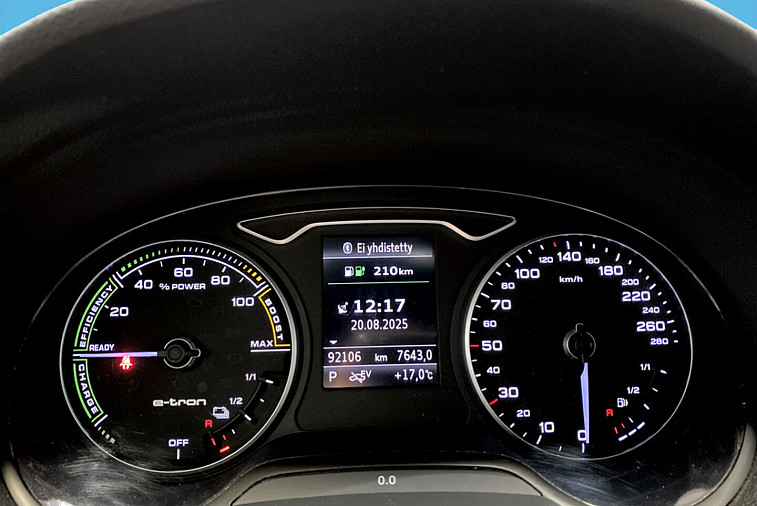 Ei yhdistetty
210 km
12:17
20.08.2025
92106 km 7643,0
P EV +17,0°C
EFFICIENCY
READY
CHARGE
20
40
60
80
100
% POWER
BOOST
MAX
e-tron
1/1
1/2
R
OFF
0
10
20
30
40
50
60
70
80
100
120
140
160
180
200
220
240
260
280
km/h
1/1
1/2
R
0.0